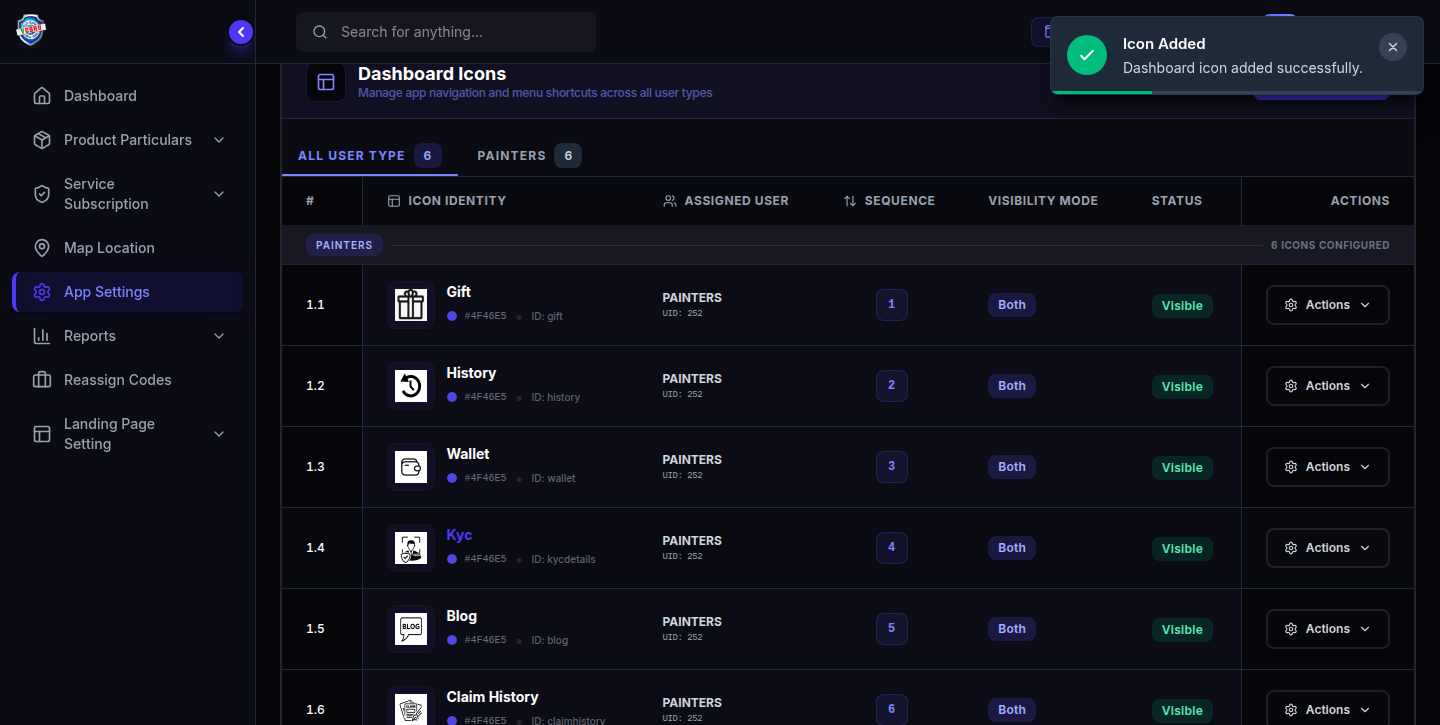 Search for anything...
Icon Added
Dashboard icon added successfully.
Dashboard
Product Particulars
Service
Subscription
Map Location
App Settings
Reports
Reassign Codes
Landing Page
Setting
Dashboard Icons
Manage app navigation and menu shortcuts across all user types
ALL USER TYPE 6 PAINTERS 6
# ICON IDENTITY ASSIGNED USER SEQUENCE VISIBILITY MODE STATUS ACTIONS
PAINTERS 6 ICONS CONFIGURED
1.1 Gift PAINTERS 1 Both Visible Actions
#4F46E5 ID: gift UID: 252
1.2 History PAINTERS 2 Both Visible Actions
#4F46E5 ID: history UID: 252
1.3 Wallet PAINTERS 3 Both Visible Actions
#4F46E5 ID: wallet UID: 252
1.4 Kyc PAINTERS 4 Both Visible Actions
#4F46E5 ID: kycdetails UID: 252
1.5 BLOG Blog PAINTERS 5 Both Visible Actions
#4F46E5 ID: blog UID: 252
1.6 Claim History PAINTERS 6 Both Visible Actions
#4F46E5 ID: claimhistory UID: 252